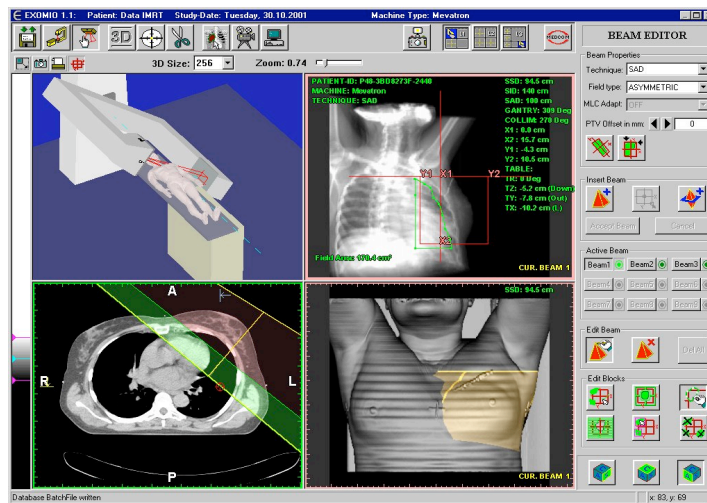 EXOMIO 1.1: Patient: Data IMRT Study-Date: Tuesday, 30.10.2001 Machine Type: Mevatron
3D
MEDCOM
BEAM EDITOR
3D Size: 256 Zoom: 0.74
Beam Properties
Technique: SAD
Field type: ASYMMETRIC
MLC Adapt: OFF
PTV Offset in mm: 0
Insert Beam
Accept Beam Cancel
Active Beam
Beam1 Beam2 Beam3
Beam4 Beam5 Beam6
Beam7 Beam8 Beam9
Edit Beam
Del All
Edit Blocks
PATIENT-ID: P48-3BD8273F-2440
MACHINE: Mevatron
TECHNIQUE: SAD
SSD: 94.5 cm
SID: 140 cm
SAD: 100 cm
GANTRY: 309 Deg
COLLIM: 270 Deg
X1 : 0.0 cm
X2 : 15.7 cm
Y1 : -4.3 cm
Y2 : 10.5 cm
TABLE:
TR: 0 Deg
TZ: -5.2 cm (Down)
TY: -7.8 cm (Out)
TX: -10.2 cm (L)
Y1 X1 Y2
X2
Field Area: 170.4 cm²
CUR. BEAM 1
A
R
L
P
SSD: 94.5 cm
CUR. BEAM 1
Database BatchFile written
x: 83, y: 69